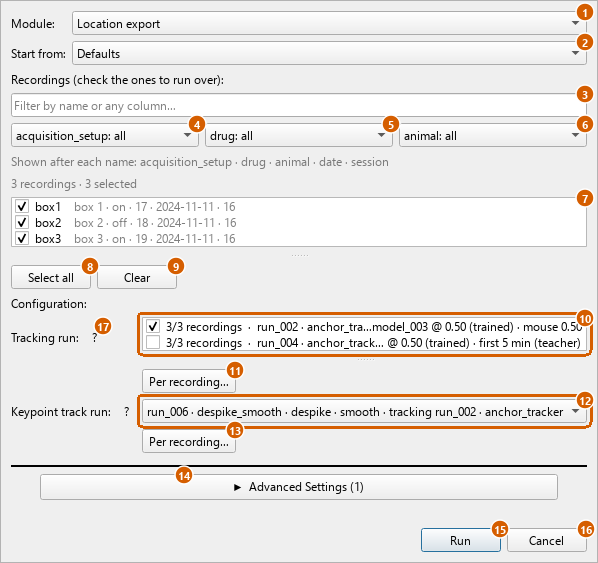 Module: Location export 1
Start from: Defaults 2
Recordings (check the ones to run over):
Filter by name or any column... 3
acquisition_setup: all 4 drug: all 5 animal: all 6
Shown after each name: acquisition_setup · drug · animal · date · session
3 recordings · 3 selected
box1 box 1 · on · 17 · 2024-11-11 · 16 7
box2 box 2 · off · 18 · 2024-11-11 · 16
box3 box 3 · on · 19 · 2024-11-11 · 16
Select all 8 Clear 9
Configuration:
3/3 recordings · run_002 · anchor_tra...model_003 @ 0.50 (trained) · mouse 0.50 10
Tracking run: ? 17
3/3 recordings · run_004 · anchor_track... @ 0.50 (trained) · first 5 min (teacher)
Per recording... 11
Keypoint track run: ? run_006 · despike_smooth · despike · smooth · tracking run_002 · anchor_tracker 12
Per recording... 13
► Advanced Settings (1) 14
Run 15 Cancel 16